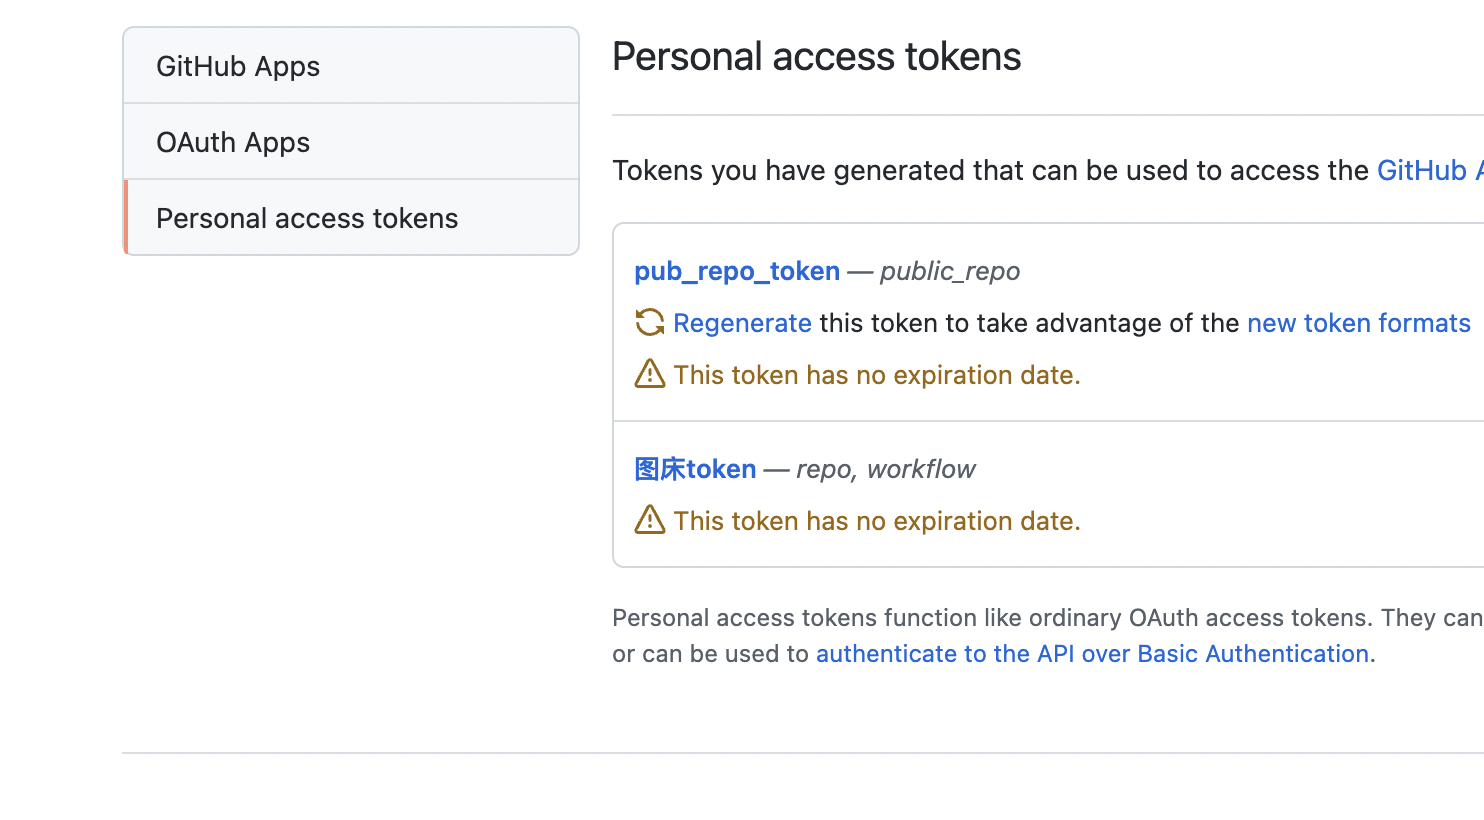 GitHub Apps
OAuth Apps
Personal access tokens
Personal access tokens
Tokens you have generated that can be used to access the GitHub
pub_repo_token — public_repo
Regenerate this token to take advantage of the new token formats
This token has no expiration date.
图床token — repo, workflow
This token has no expiration date.
Personal access tokens function like ordinary OAuth access tokens. They can
or can be used to authenticate to the API over Basic Authentication.